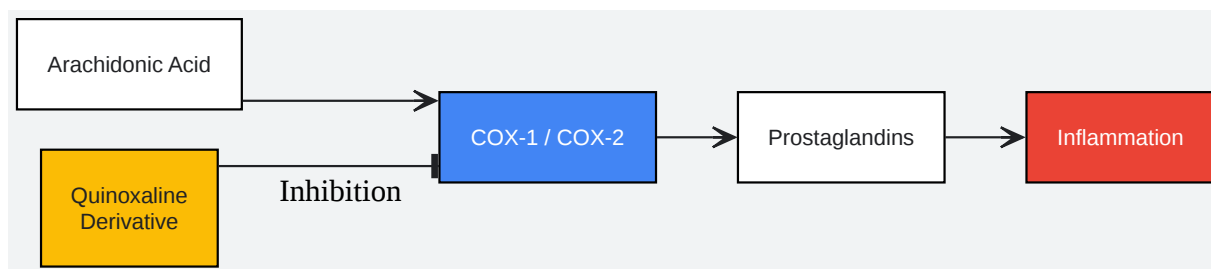 Arachidonic Acid
COX-1 / COX-2
Prostaglandins
Inflammation
Quinoxaline
Derivative
Inhibition